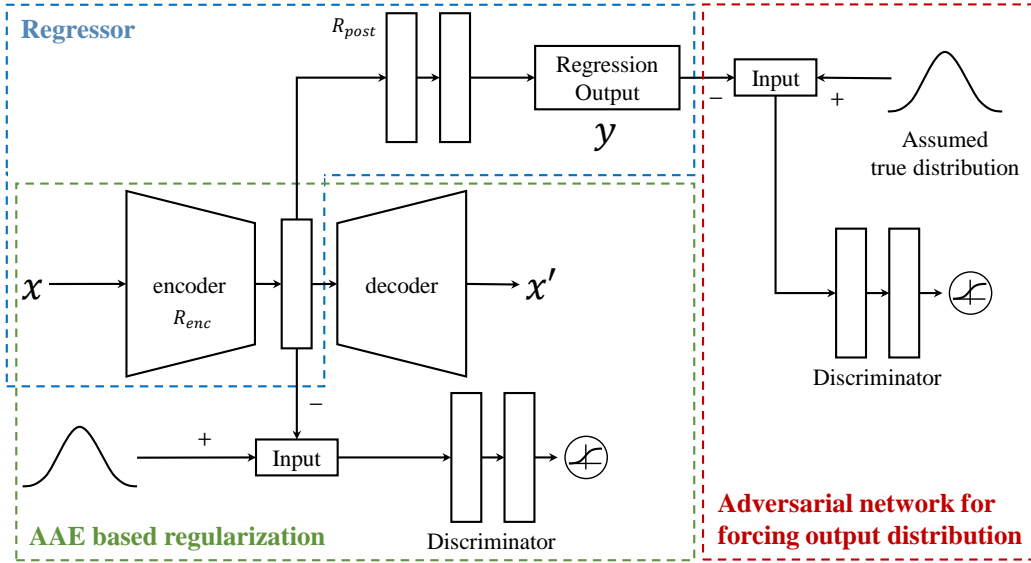 Regressor
R_post
Regression
Output
y
−
Input
+
Assumed
true distribution
x
encoder
R_enc
decoder
x′
Discriminator
−
+
Input
Discriminator
AAE based regularization
Adversarial network for
forcing output distribution